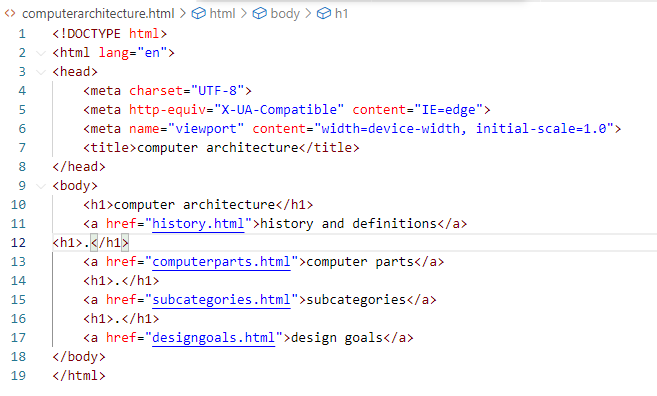 computerarchitecture.html > html > body > h1
1 <!DOCTYPE html>
2 <html lang="en">
3 <head>
4     <meta charset="UTF-8">
5     <meta http-equiv="X-UA-Compatible" content="IE=edge">
6     <meta name="viewport" content="width=device-width, initial-scale=1.0">
7     <title>computer architecture</title>
8 </head>
9 <body>
10     <h1>computer architecture</h1>
11     <a href="history.html">history and definitions</a>
12 <h1>.</h1>
13     <a href="computerparts.html">computer parts</a>
14     <h1>.</h1>
15     <a href="subcategories.html">subcategories</a>
16     <h1>.</h1>
17     <a href="designgoals.html">design goals</a>
18 </body>
19 </html>